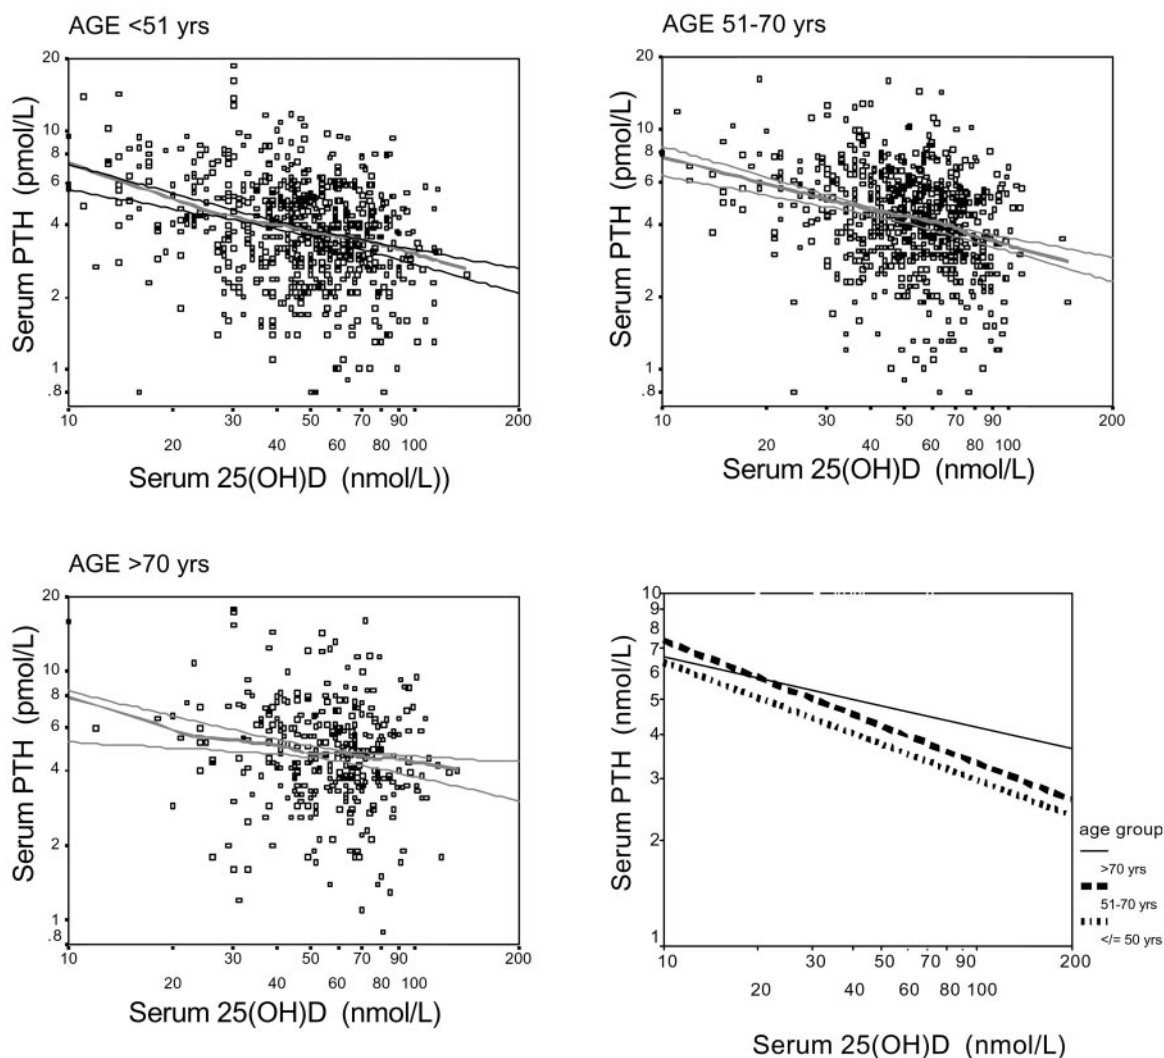 AGE <51 yrs
Serum PTH (pmol/L)
20
10
8
6
4
2
1
.8
10 30 50 70 90 200
20 40 60 80 100
Serum 25(OH)D (nmol/L))
AGE 51-70 yrs
Serum PTH (pmol/L)
20
10
8
6
4
2
1
.8
10 30 50 70 90 200
20 40 60 80 100
Serum 25(OH)D (nmol/L)
AGE >70 yrs
Serum PTH (pmol/L)
20
10
8
6
4
2
1
.8
10 30 50 70 90 200
20 40 60 80 100
Serum 25(OH)D (nmol/L)
Serum PTH (nmol/L)
10
9
8
7
6
5
4
3
2
1
10 30 50 70 90 200
20 40 60 80 100
Serum 25(OH)D (nmol/L)
age group
>70 yrs
51-70 yrs
</= 50 yrs